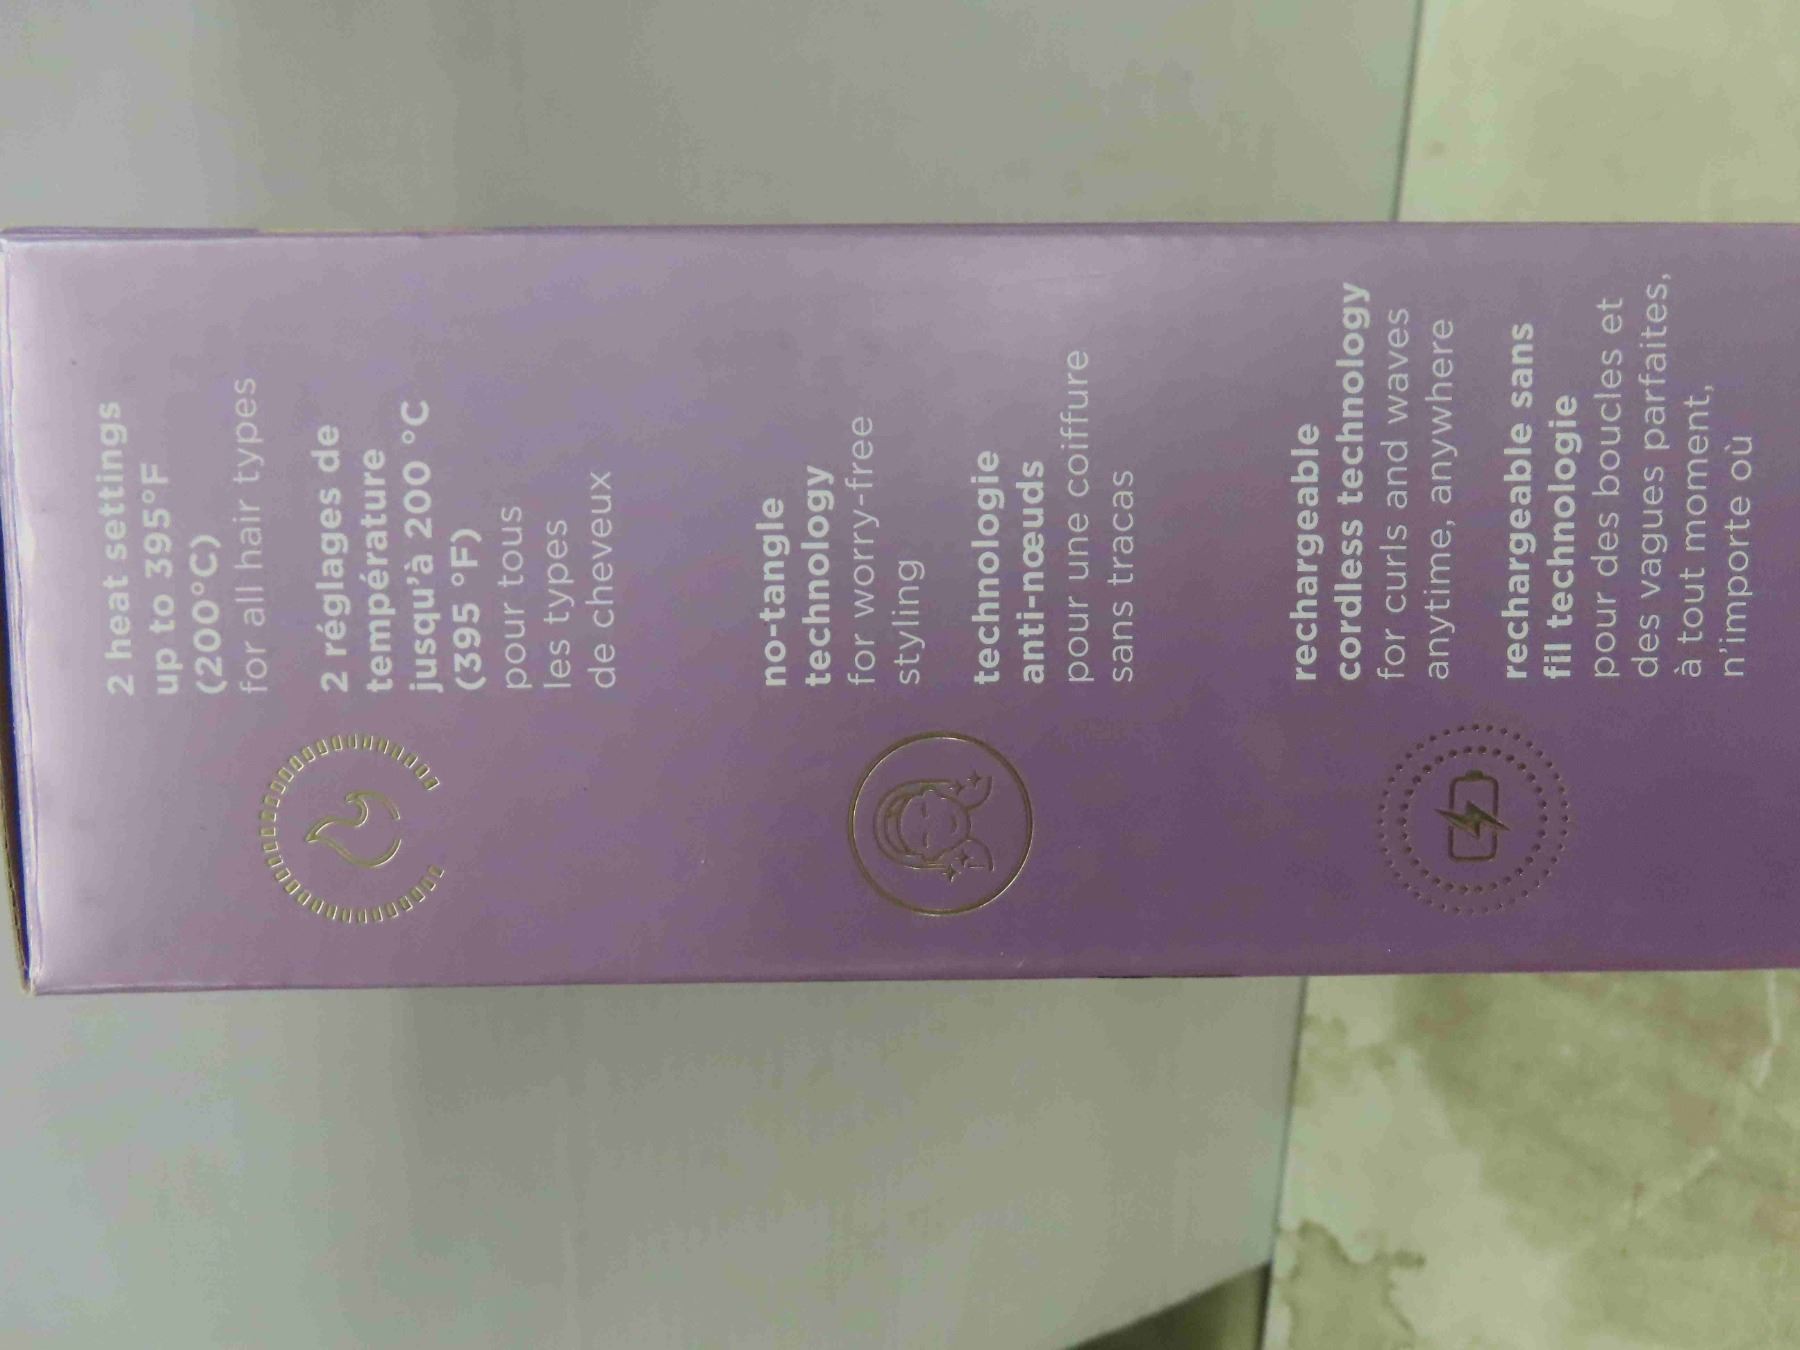 2 heat settings
up to 395°F
(200°C)
for all hair types
2 réglages de
température
jusqu'à 200 °C
(395 °F)
pour tous
les types
de cheveux
no-tangle
technology
for worry-free
styling
technologie
anti-nœuds
pour une coiffure
sans tracas
rechargeable
cordless technology
for curls and waves
anytime, anywhere
rechargeable sans
fil technologie
pour des boucles et
des vagues parfaites,
à tout moment,
n'importe où